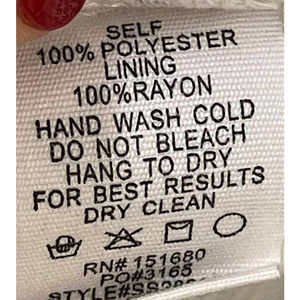 SELF
100% POLYESTER
LINING
100%RAYON
HAND WASH COLD
DO NOT BLEACH
HANG TO DRY
FOR BEST RESULTS
DRY CLEAN
RN# 151680
PO#3165